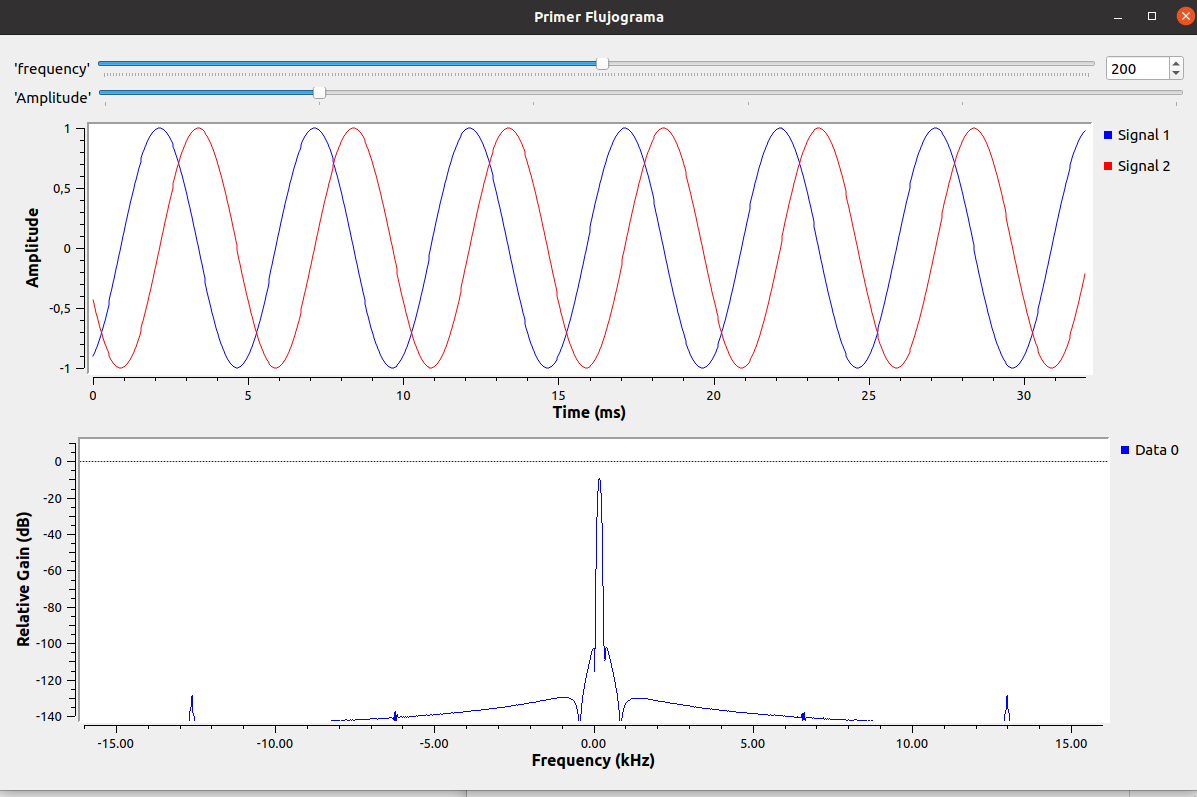 Primer Flujograma
'frequency' 200
'Amplitude'
Signal 1
Signal 2
Amplitude
1
0,5
0
-0,5
-1
0 5 10 15 20 25 30
Time (ms)
Data 0
Relative Gain (dB)
0
-20
-40
-60
-80
-100
-120
-140
-15.00 -10.00 -5.00 0.00 5.00 10.00 15.00
Frequency (kHz)